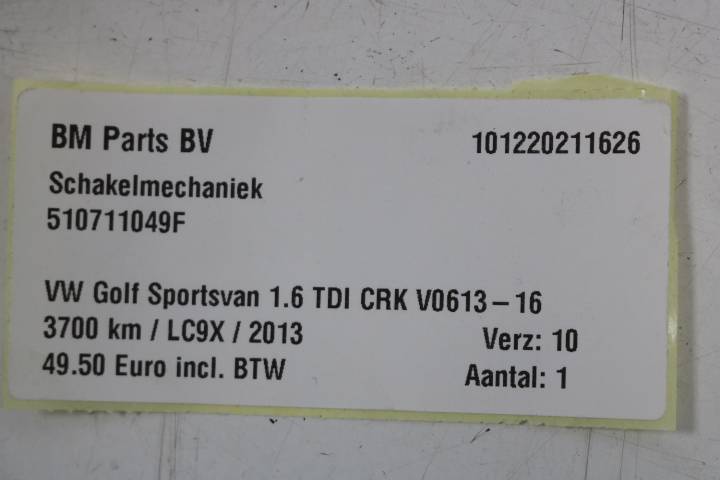 BM Parts BV 101220211626
Schakelmechaniek
510711049F
VW Golf Sportsvan 1.6 TDI CRK V0613-16
3700 km / LC9X / 2013 Verz: 10
49.50 Euro incl. BTW Aantal: 1